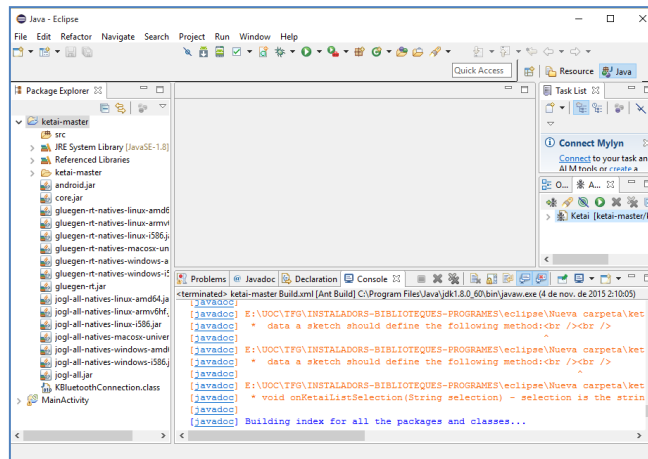 Java - Eclipse
File Edit Refactor Navigate Search Project Run Window Help
Quick Access
Resource
Java
Package Explorer
ketai-master
src
JRE System Library [JavaSE-1.8]
Referenced Libraries
ketai-master
android.jar
core.jar
gluegen-rt-natives-linux-amd6
gluegen-rt-natives-linux-armv
gluegen-rt-natives-linux-i586.j
gluegen-rt-natives-macosx-un
gluegen-rt-natives-windows-a
gluegen-rt-natives-windows-i5
gluegen-rt.jar
jogl-all-natives-linux-amd64.ja
jogl-all-natives-linux-armv6hf.
jogl-all-natives-linux-i586.jar
jogl-all-natives-macosx-univer
jogl-all-natives-windows-amd
jogl-all-natives-windows-i586.j
jogl-all.jar
KBluetoothConnection.class
MainActivity
Task List
Connect Mylyn
Connect to your task an
ALM tools or create a
O...
A...
Ketai [ketai-master/
Problems @ Javadoc Declaration Console
<terminated> ketai-master Build.xml [Ant Build] C:\Program Files\Java\jdk1.8.0_60\bin\javaw.exe (4 de nov. de 2015 2:10:05)
[javadoc]
[javadoc] E:\UOC\TFG\INSTALADORS-BIBLIOTEQUES-PROGRAMES\eclipse\Nueva carpeta\ket
[javadoc] * data a sketch should define the following method:<br /><br />
[javadoc] ^
[javadoc] E:\UOC\TFG\INSTALADORS-BIBLIOTEQUES-PROGRAMES\eclipse\Nueva carpeta\ket
[javadoc] * data a sketch should define the following method:<br /><br />
[javadoc] ^
[javadoc] E:\UOC\TFG\INSTALADORS-BIBLIOTEQUES-PROGRAMES\eclipse\Nueva carpeta\ket
[javadoc] * void onKetaiListSelection(String selection) - selection is the strin
[javadoc]
[javadoc] Building index for all the packages and classes...